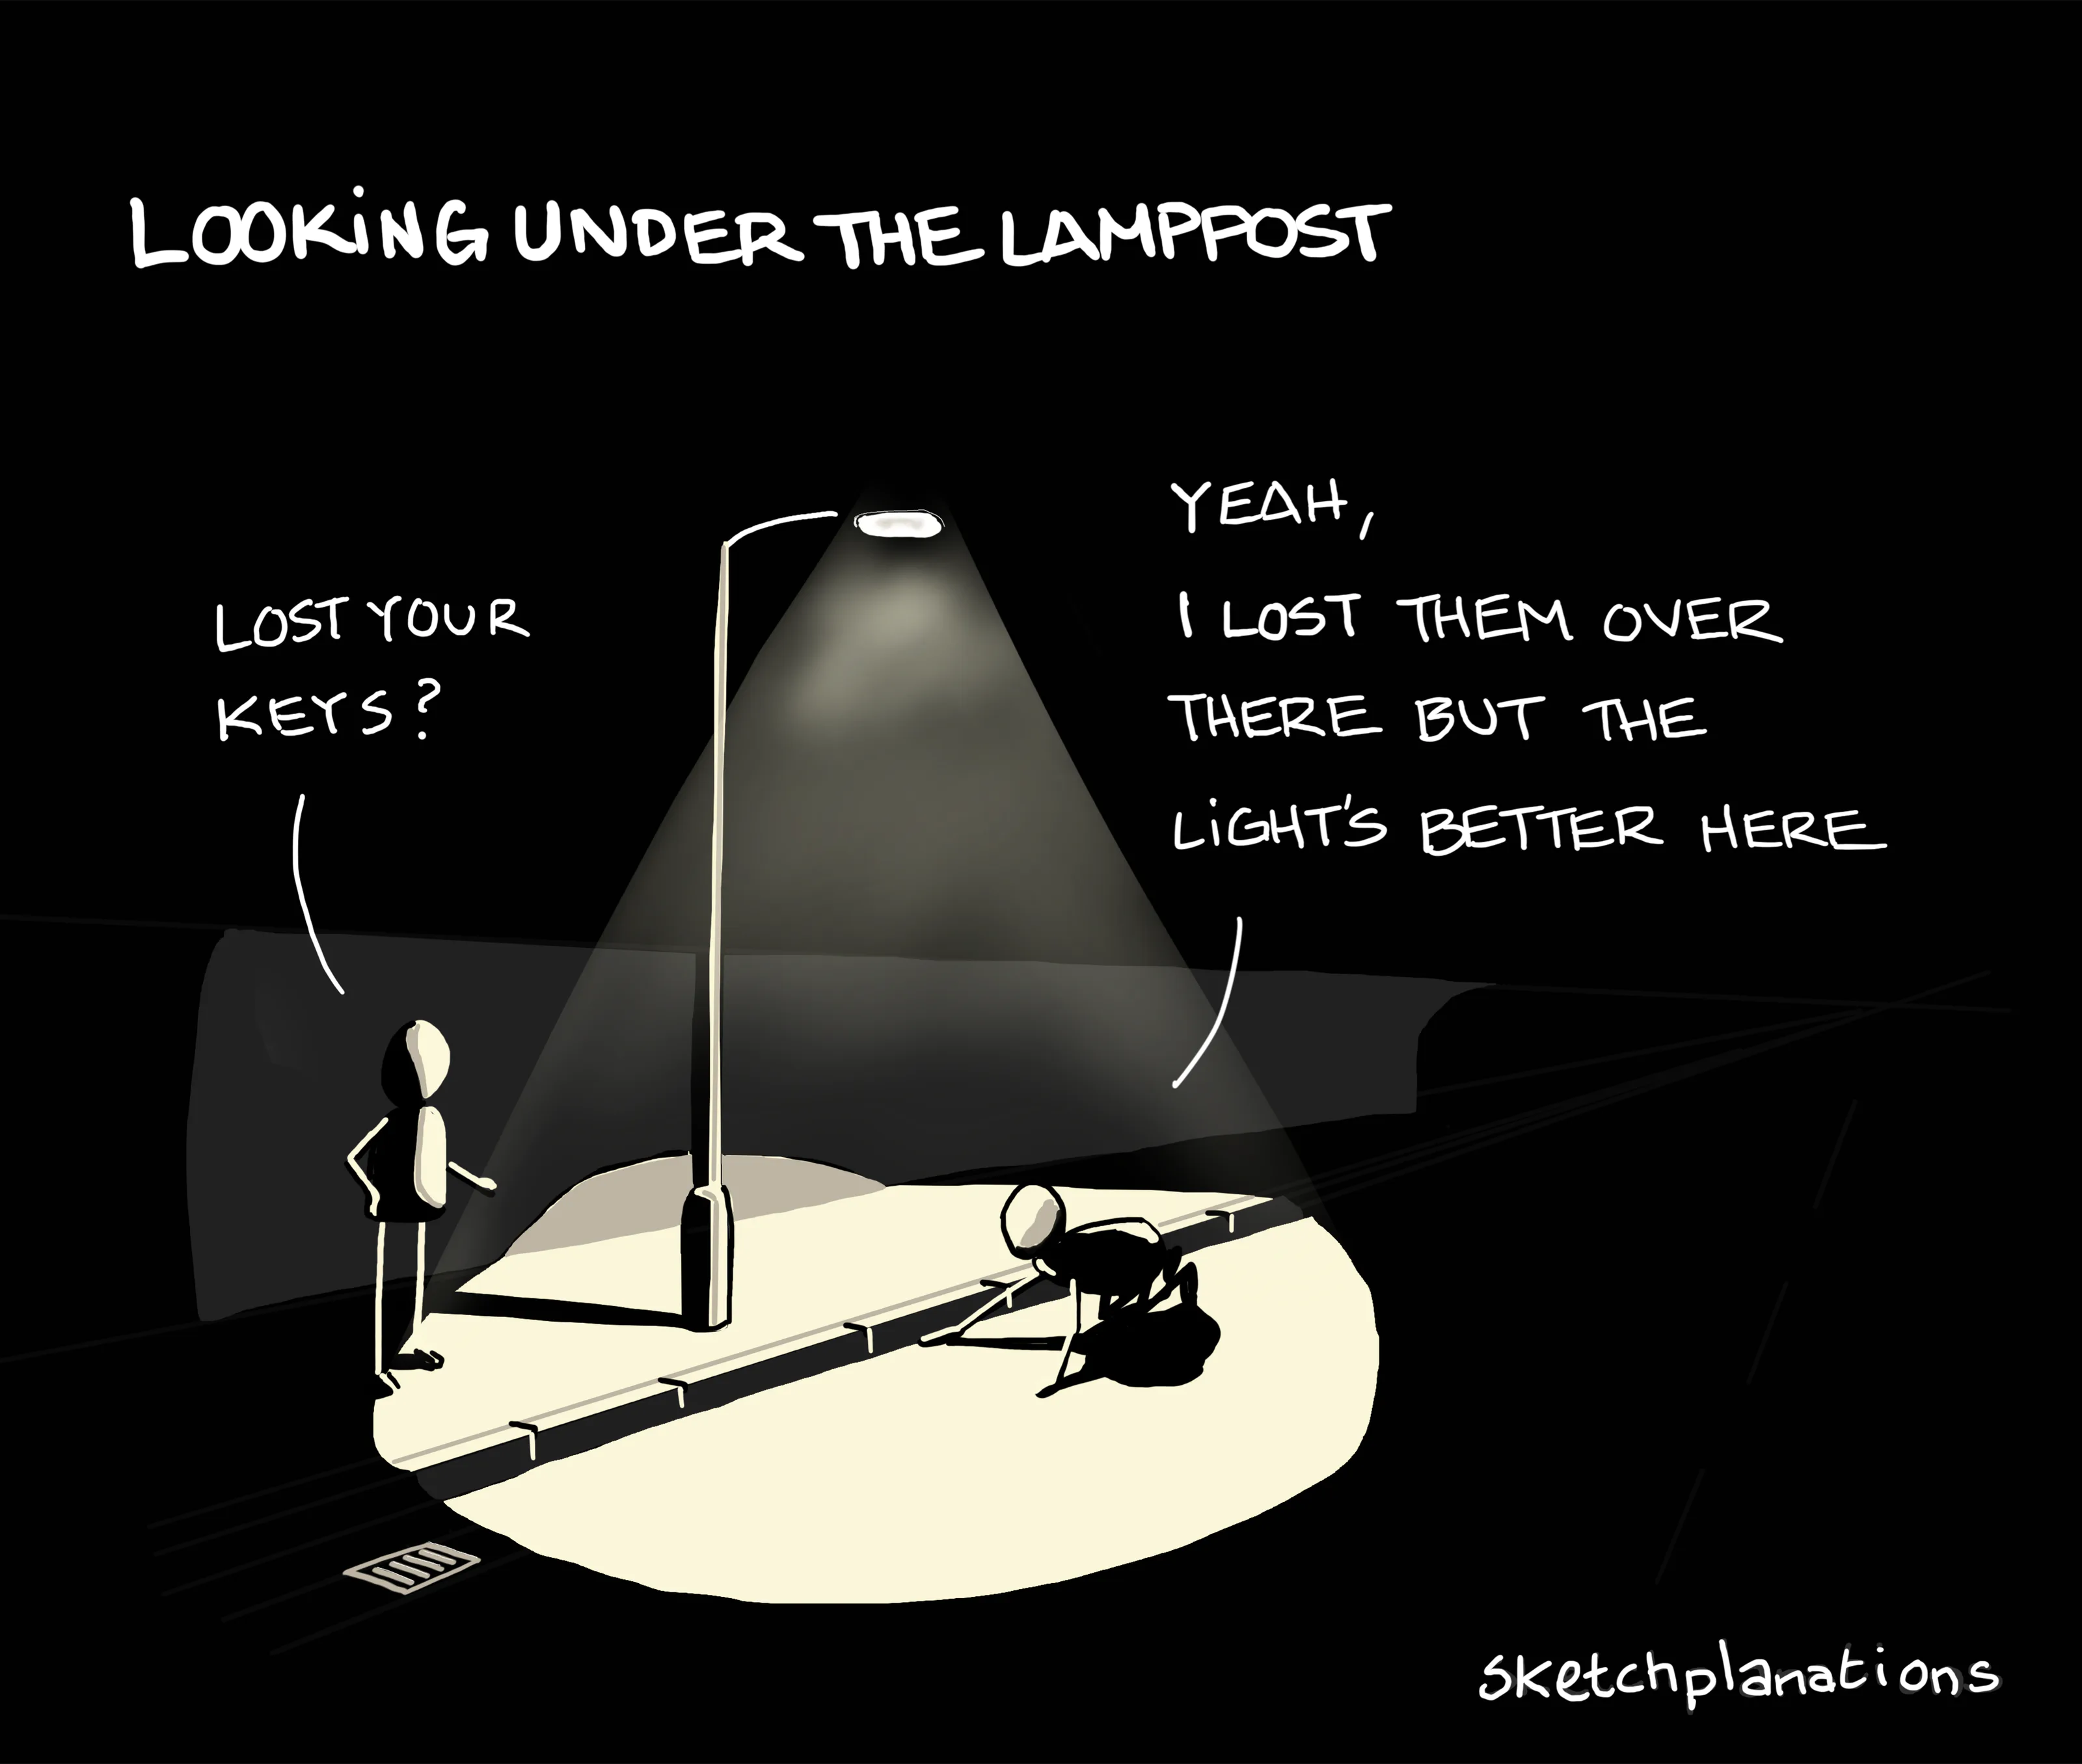 LOOKING UNDER THE LAMPPOST
LOST YOUR
KEYS?
YEAH,
I LOST THEM OVER
THERE BUT THE
LIGHT'S BETTER HERE
sketchplanations